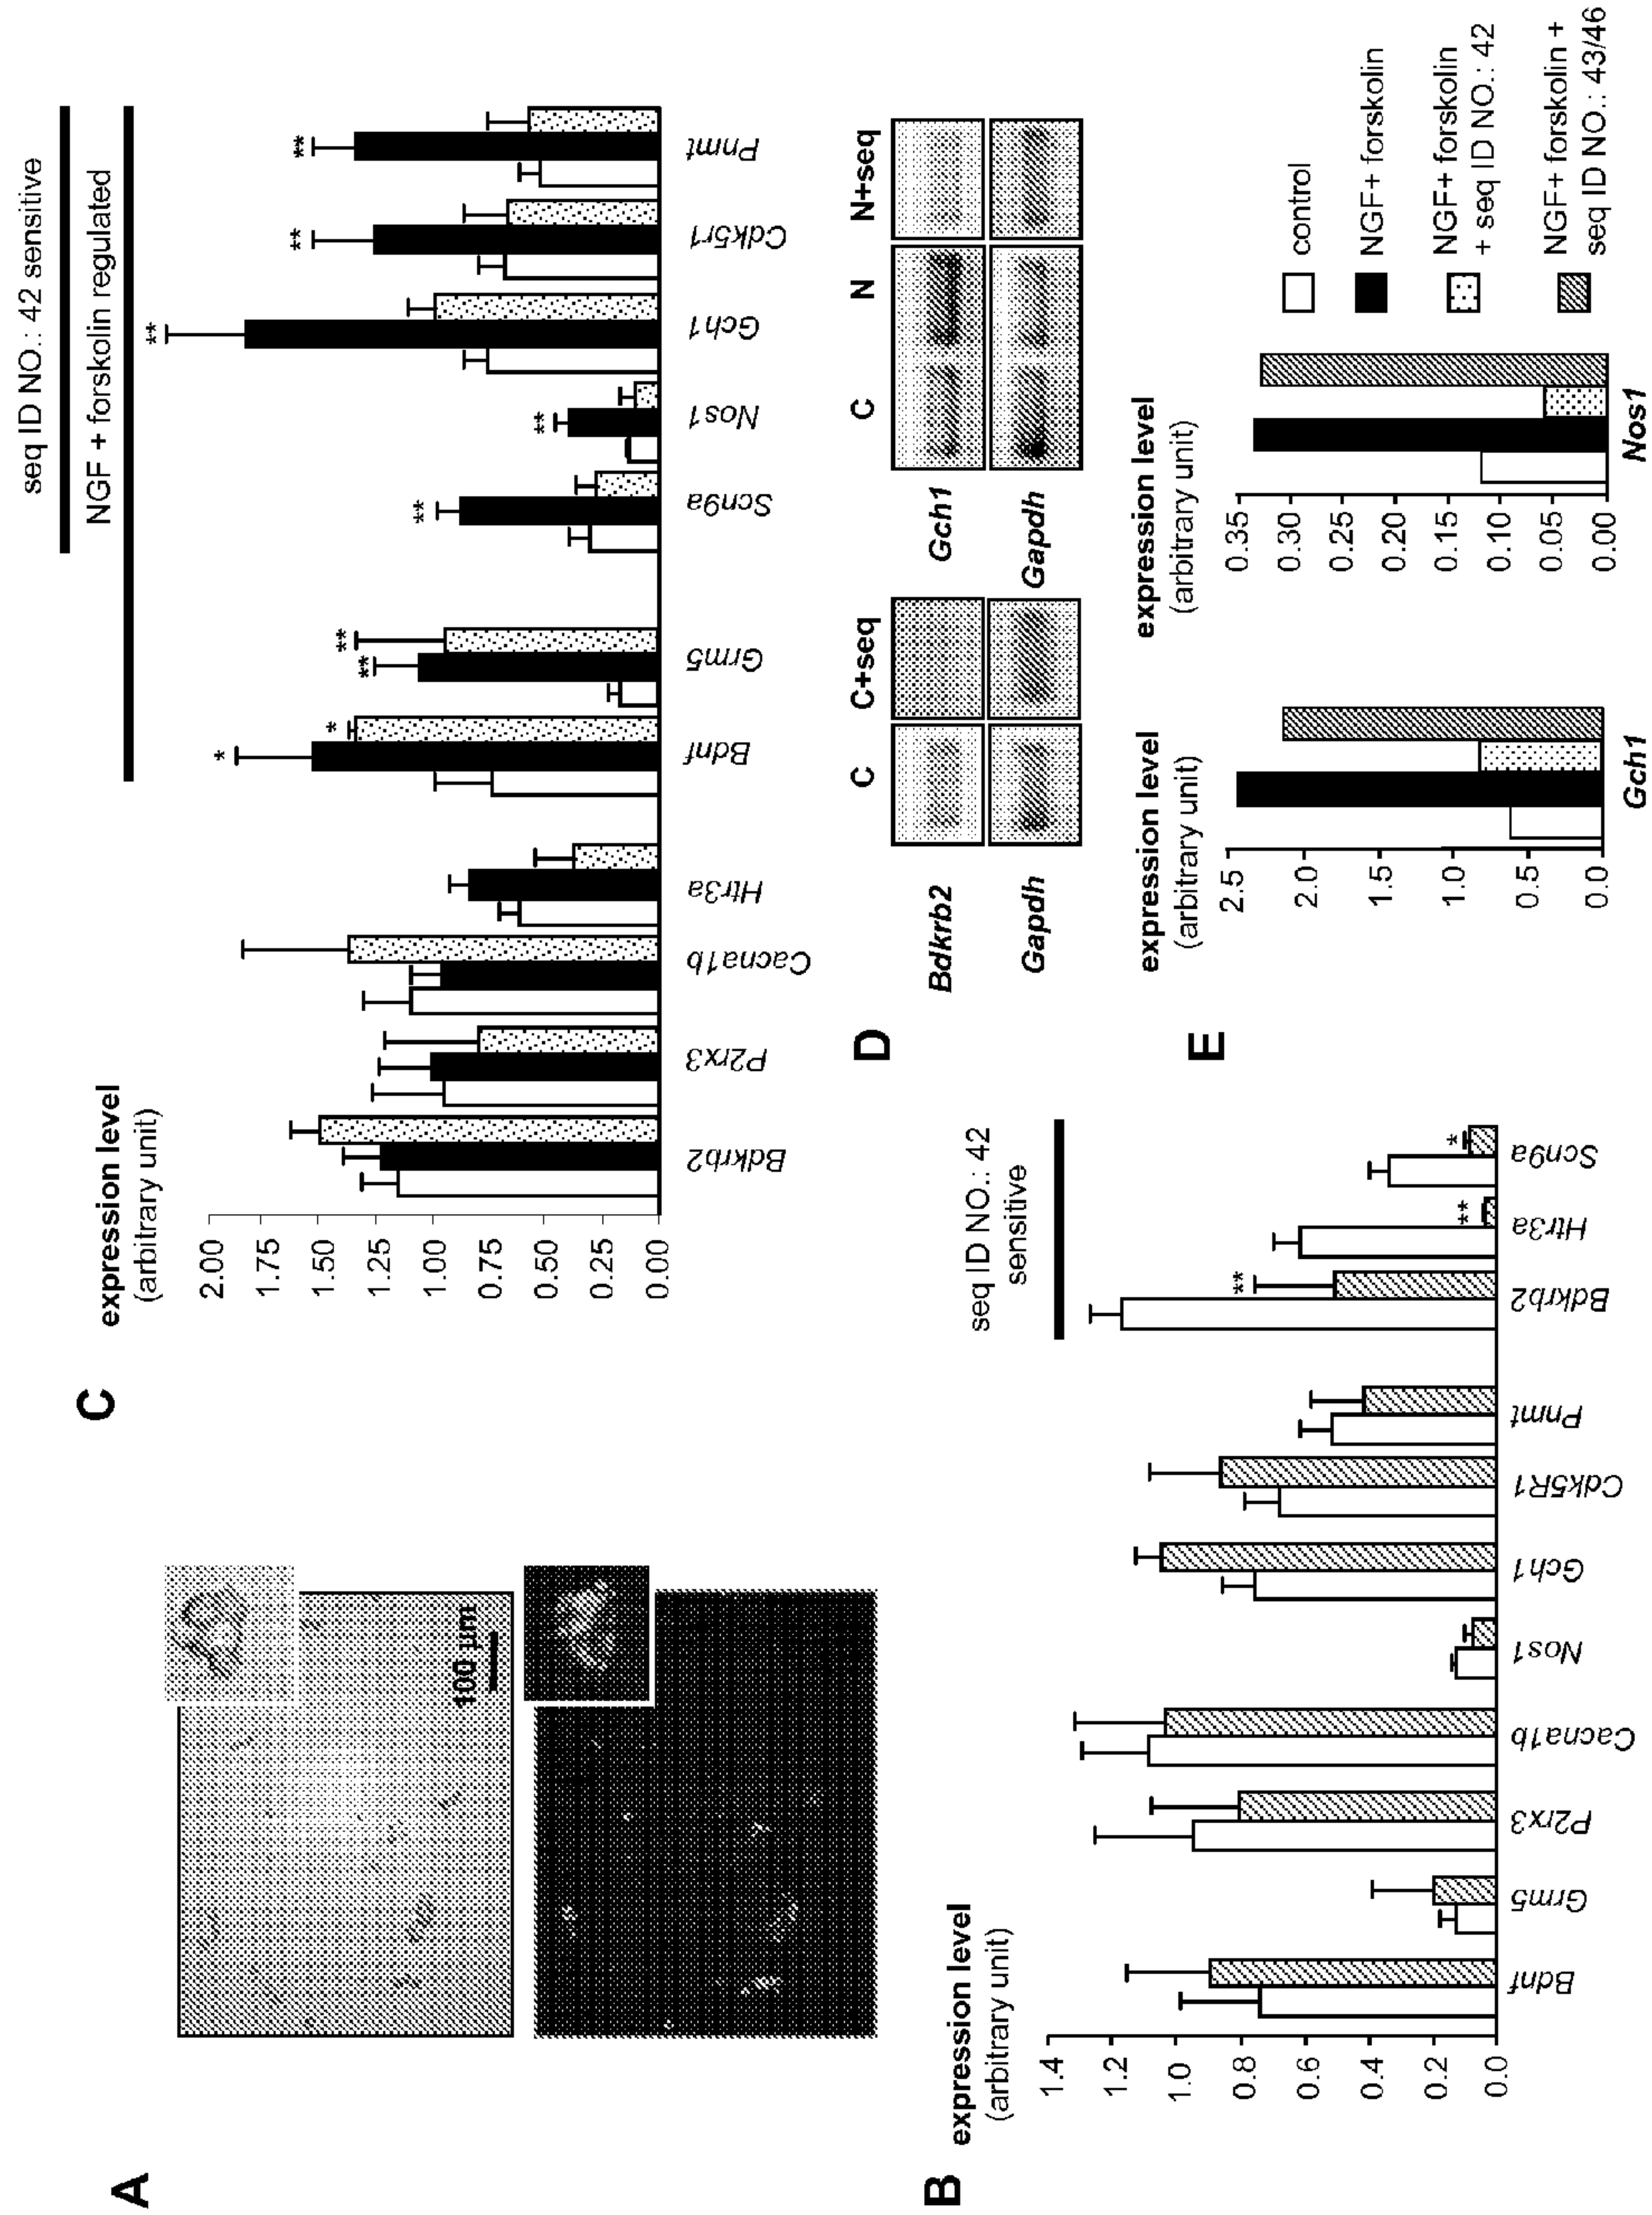 A
100 µm
B
expression level
(arbitrary unit)
1.4
1.2
1.0
0.8
0.6
0.4
0.2
0.0
seq ID NO.: 42
sensitive
**
**
*
Bdnf
Grm5
P2rx3
Cacna1b
Nos1
Gch1
Cdk5R1
Pnmt
Bdkrb2
Htr3a
Scn9a
C
expression level
(arbitrary unit)
2.00
1.75
1.50
1.25
1.00
0.75
0.50
0.25
0.00
seq ID NO.: 42 sensitive
NGF + forskolin regulated
*
*
**
**
**
**
**
**
**
Bdkrb2
P2rx3
Cacna1b
Htr3a
Bdnf
Grm5
Scn9a
Nos1
Gch1
Cdk5r1
Pnmt
D
C
C+seq
Bdkrb2
Gapdh
C
N
N+seq
Gch1
Gapdh
E
expression level
(arbitrary unit)
2.5
2.0
1.5
1.0
0.5
0.0
Gch1
expression level
(arbitrary unit)
0.35
0.30
0.25
0.20
0.15
0.10
0.05
0.00
Nos1
control
NGF+ forskolin
NGF+ forskolin
+ seq ID NO.: 42
NGF+ forskolin +
seq ID NO.: 43/46